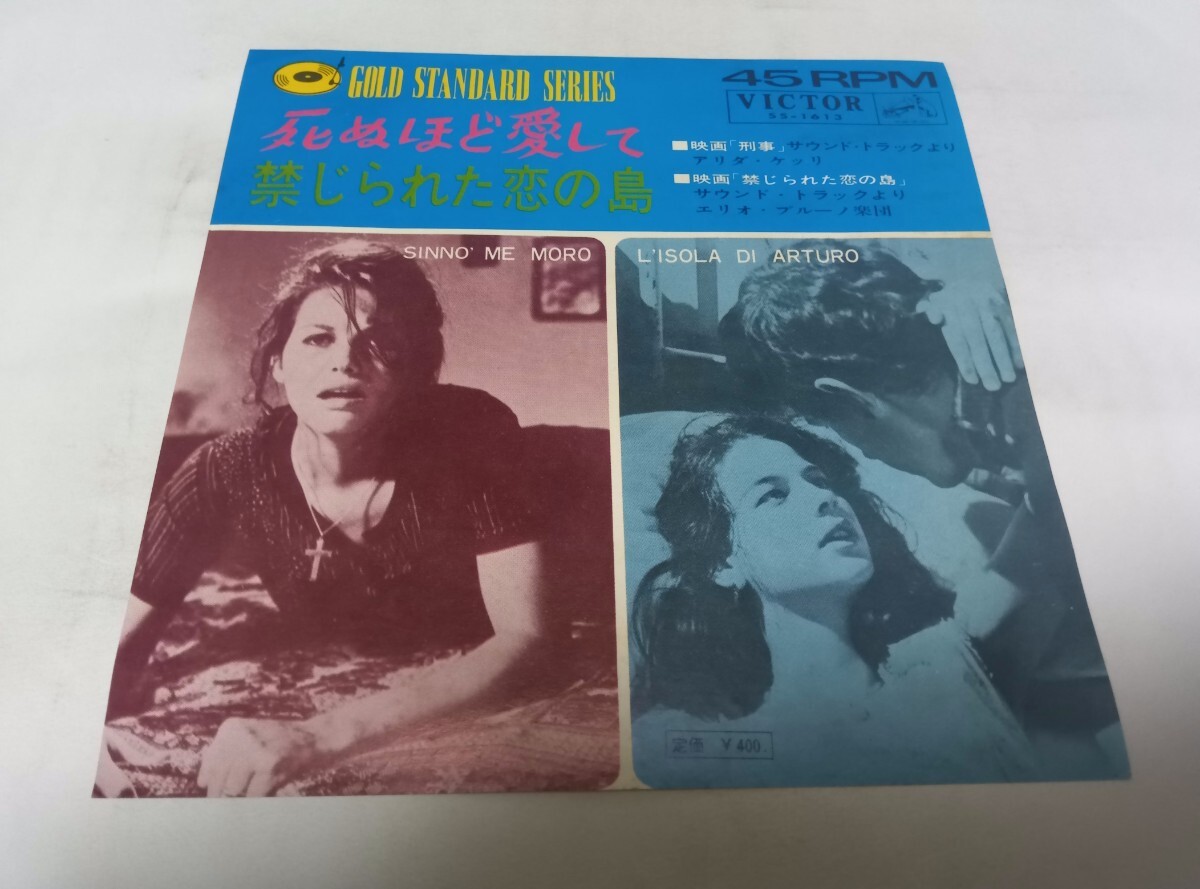 GOLD STANDARD SERIES
死ぬほど愛して
禁じられた恋の島
45RPM
VICTOR
SS-1613
■映画「刑事」サウンド・トラックより
アリダ・ケッリ
■映画「禁じられた恋の島」
サウンド・トラックより
エリオ・ブルーノ楽団
SINNO' ME MORO
L'ISOLA DI ARTURO
定価 ¥400.